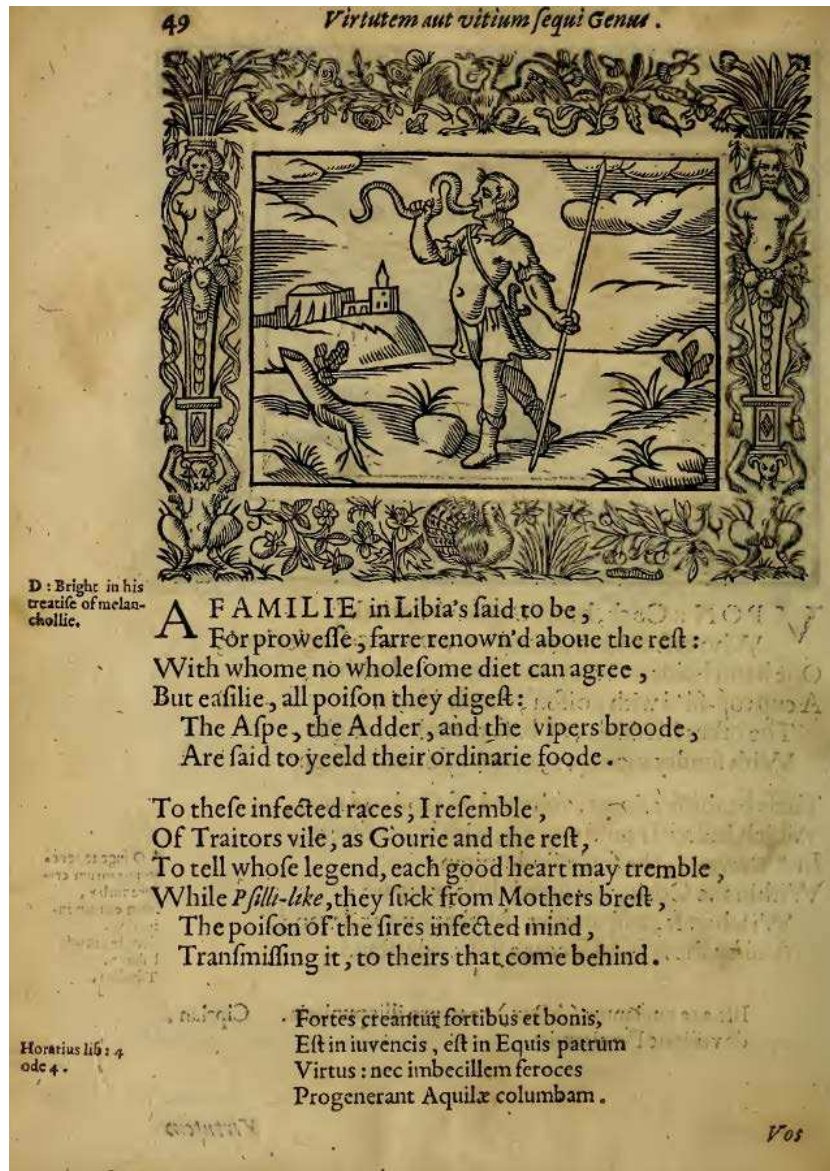 49 Virtutem aut vitium ſequi Genus .
D : Bright in his
treatiſe of melan-
chollie.
A FAMILIE in Libia's ſaid to be ,
For proweſſe , farre renown'd aboue the reſt :
With whome no wholeſome diet can agree ,
But eaſilie , all poiſon they digeſt :
The Aſpe , the Adder , and the vipers broode ,
Are ſaid to yeeld their ordinarie foode .
To theſe infected races , I reſemble ,
Of Traitors vile , as Gourie and the reſt ,
To tell whoſe legend, each good heart may tremble ,
While Pſilli-like , they ſuck from Mothers breſt ,
The poiſon of the ſires infected mind ,
Tranſmiſſing it , to theirs that come behind .
Horatius lib : 4
ode 4 .
Fortes creantur fortibus et bonis,
Eſt in iuvencis , eſt in Equis patrum
Virtus : nec imbecillem feroces
Progenerant Aquilæ columbam .
Vos